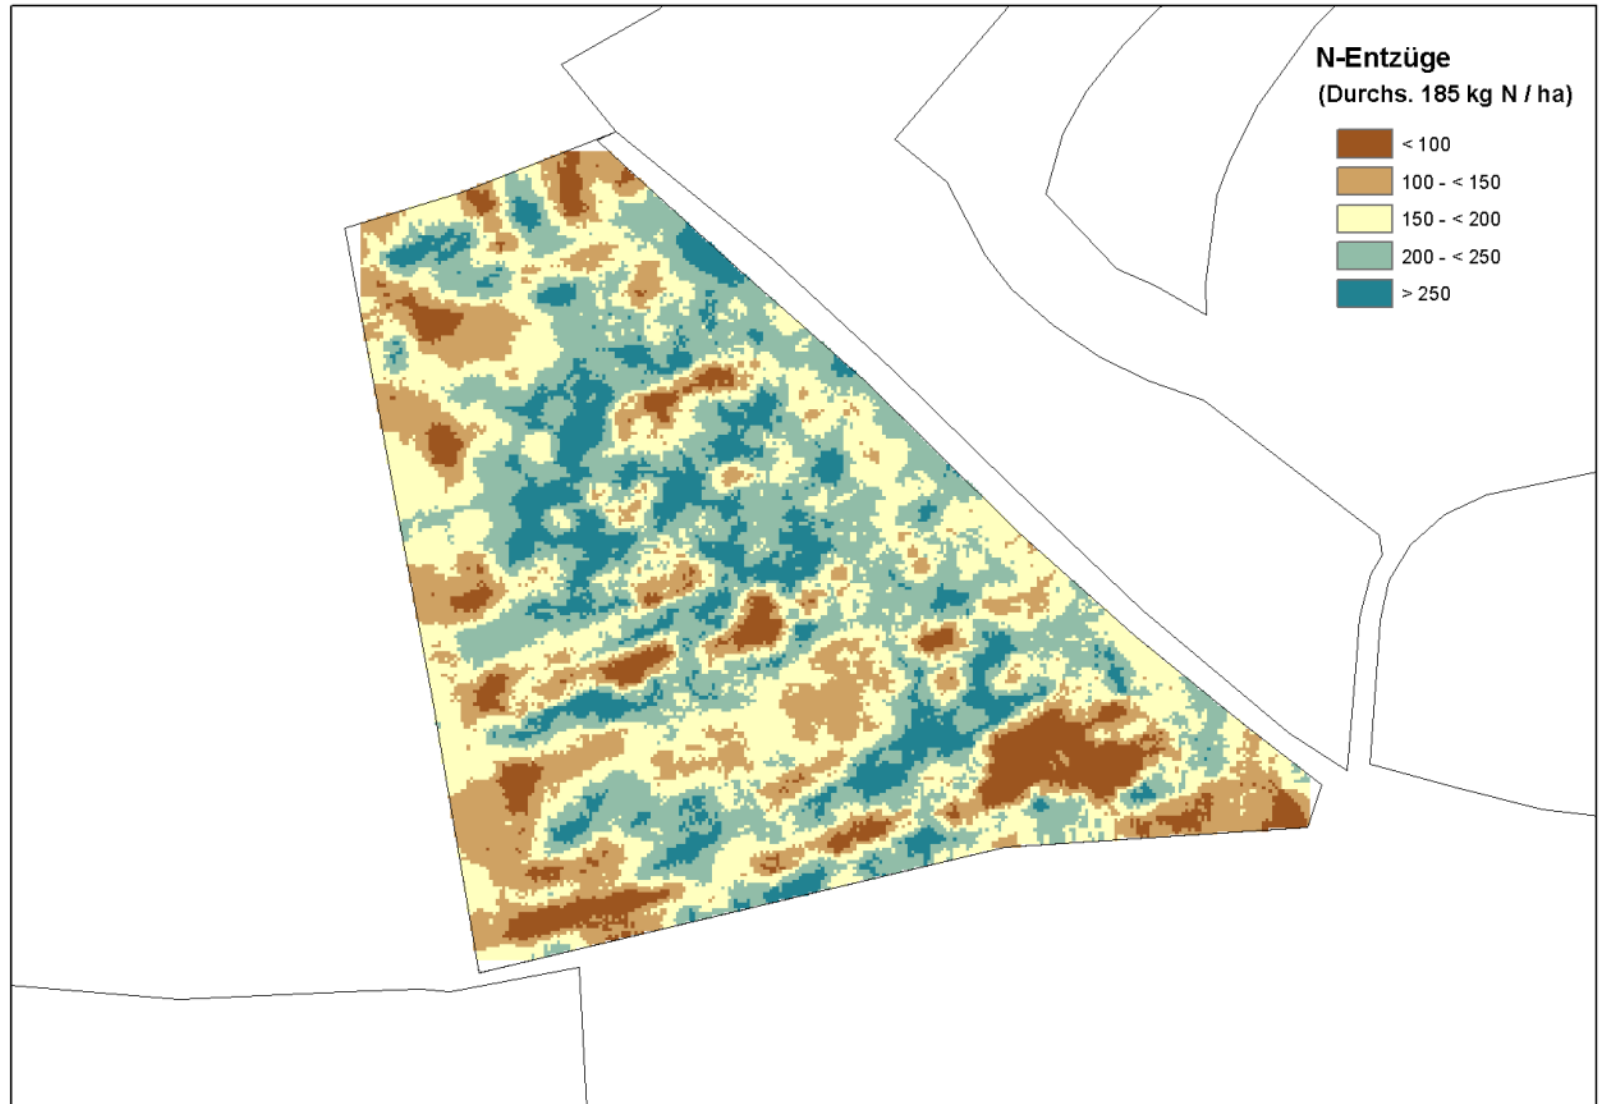 N-Entzüge
(Durchs. 185 kg N / ha)
< 100
100 - < 150
150 - < 200
200 - < 250
> 250